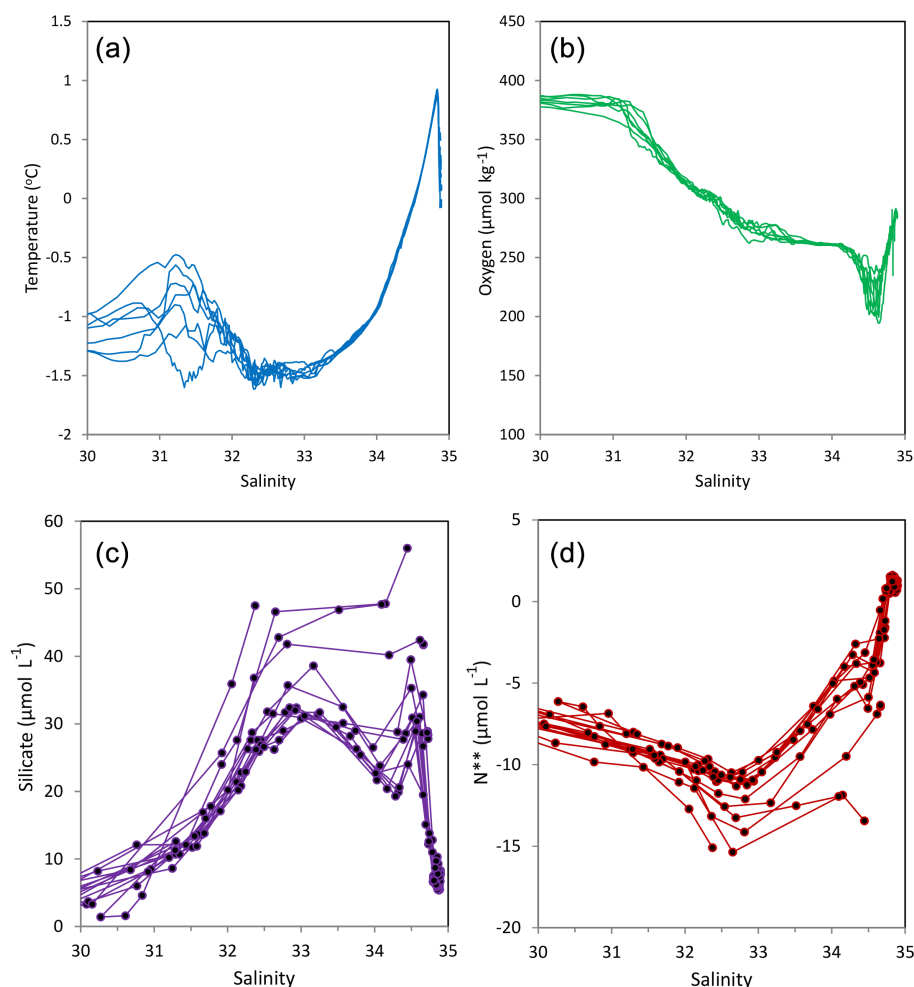 (a)
1.5
1
0.5
0
-0.5
-1
-1.5
-2
Temperature (°C)
30 31 32 33 34 35
Salinity
(b)
450
400
350
300
250
200
150
100
Oxygen (µmol kg-1)
30 31 32 33 34 35
Salinity
(c)
60
50
40
30
20
10
0
Silicate (µmol L-1)
30 31 32 33 34 35
Salinity
(d)
5
0
-5
-10
-15
-20
N** (µmol L-1)
30 31 32 33 34 35
Salinity